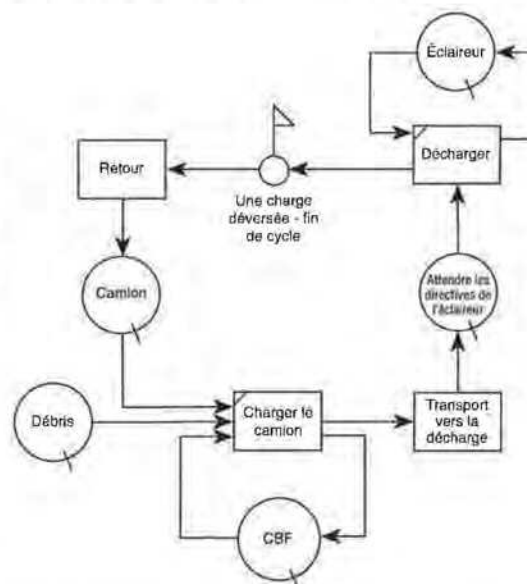 Éclaireur
Décharger
Retour
Une charge
déversée - fin
de cycle
Camion
Attendre les
directives de
l'éclaireur
Débris
Charger le
camion
Transport
vers la
décharge
CBF